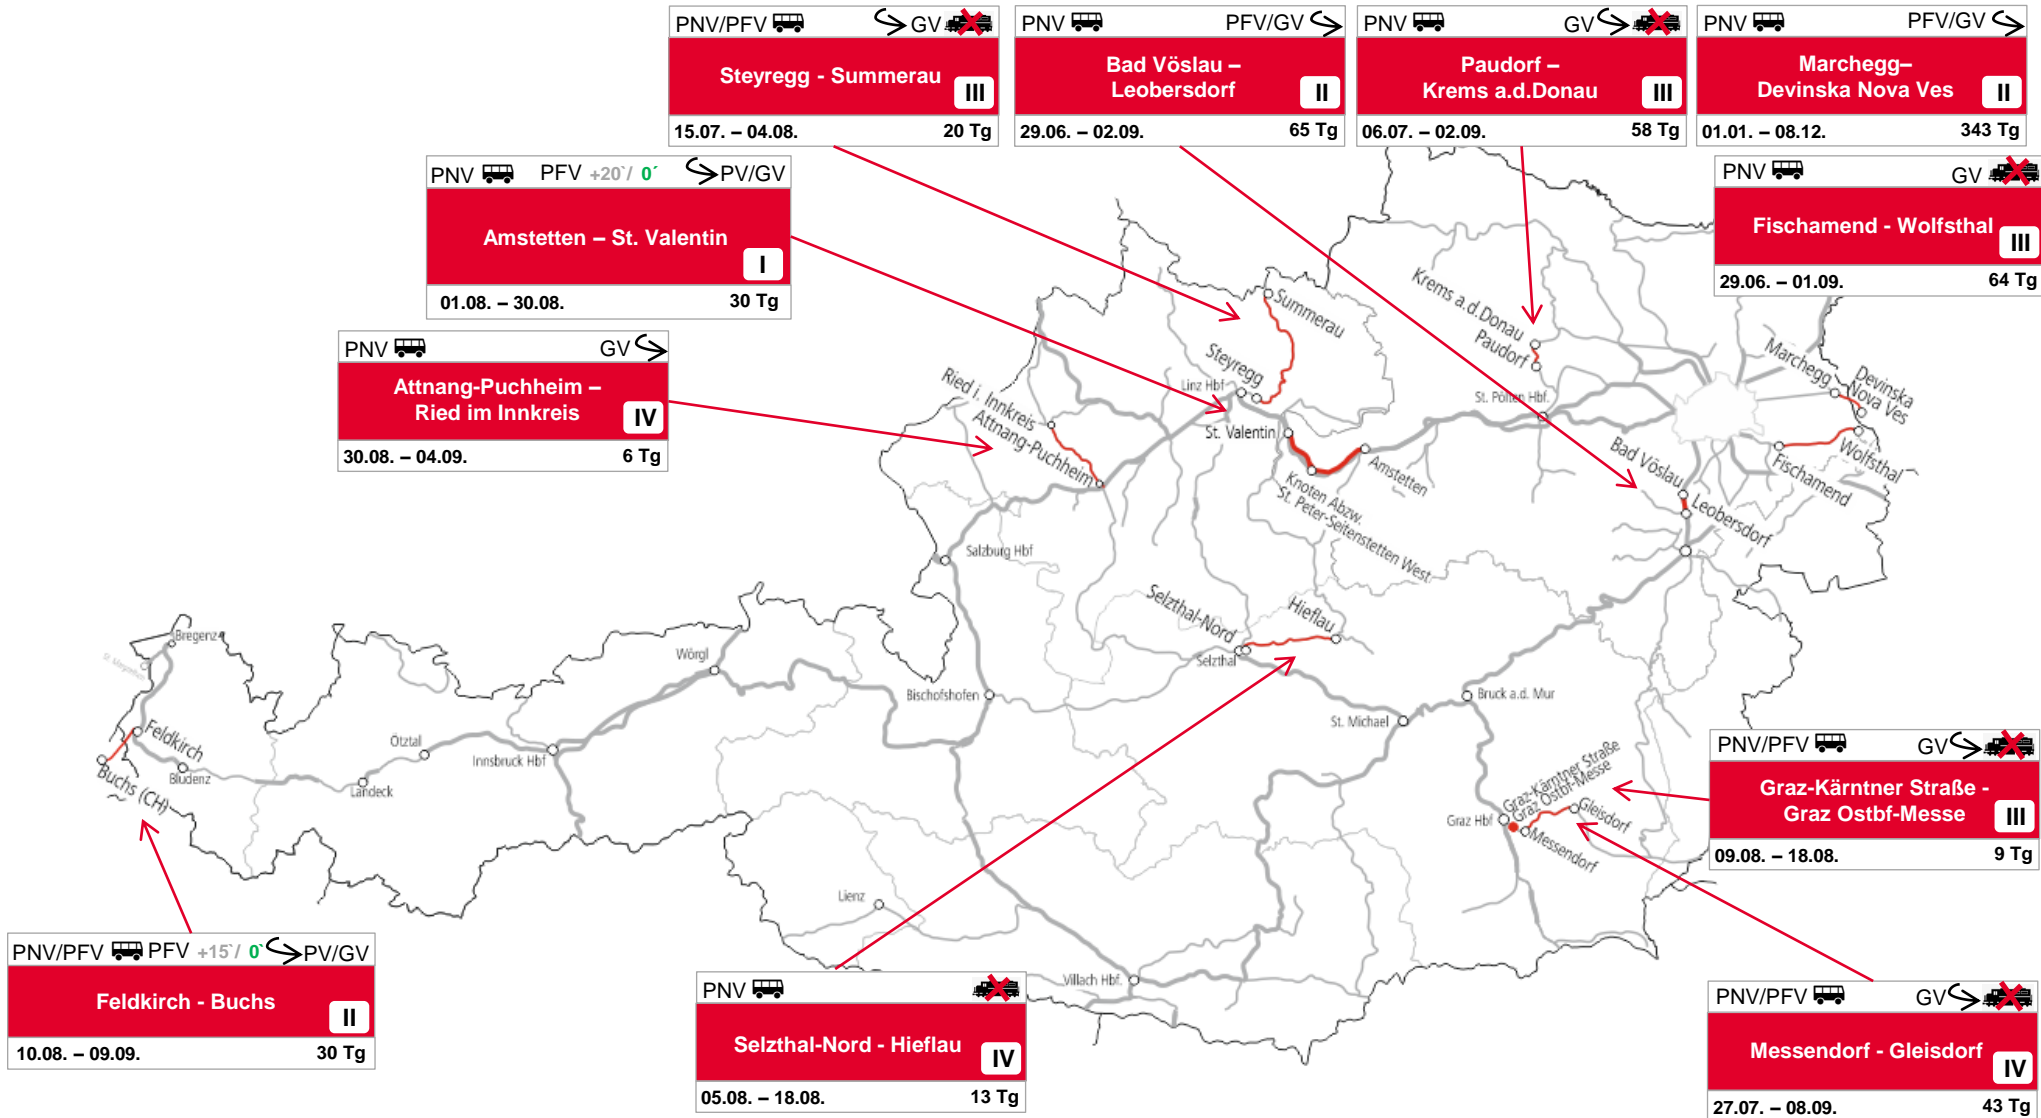 PNV/PFV GV
Steyregg - Summerau
III
15.07. – 04.08. 20 Tg
PNV PFV/GV
Bad Vöslau –
Leobersdorf
II
29.06. – 02.09. 65 Tg
PNV GV
Paudorf –
Krems a.d.Donau
III
06.07. – 02.09. 58 Tg
PNV PFV/GV
Marchegg–
Devinska Nova Ves
II
01.01. – 08.12. 343 Tg
PNV PFV +20`/ 0´ PV/GV
Amstetten – St. Valentin
I
01.08. – 30.08. 30 Tg
PNV GV
Fischamend - Wolfsthal
III
29.06. – 01.09. 64 Tg
PNV GV
Attnang-Puchheim –
Ried im Innkreis
IV
30.08. – 04.09. 6 Tg
Summerau
Steyregg
Linz Hbf
Krems a.d. Donau
Paudorf
St. Pölten Hbf.
Marchegg
Devinska
Nova Ves
Wolfsthal
Fischamend
Bad Vöslau
Leobersdorf
Ried i. Innkreis
Attnang-Puchheim
St. Valentin
Amstetten
Knoten Abzw.
St. Peter-Seitenstetten West
Salzburg Hbf
Selzthal-Nord
Hieflau
Selzthal
Bregenz
St. Margrethen
Wörgl
Bischofshofen
Bruck a.d. Mur
St. Michael
Feldkirch
Buchs (CH)
Bludenz
Landeck
Ötztal
Innsbruck Hbf
Graz-Kärntner Straße
Graz Ostbf-Messe
Graz Hbf
Gleisdorf
Messendorf
Lienz
Villach Hbf.
PNV/PFV GV
Graz-Kärntner Straße -
Graz Ostbf-Messe
III
09.08. – 18.08. 9 Tg
PNV/PFV PFV +15`/ 0` PV/GV
Feldkirch - Buchs
II
10.08. – 09.09. 30 Tg
PNV
Selzthal-Nord - Hieflau
IV
05.08. – 18.08. 13 Tg
PNV/PFV GV
Messendorf - Gleisdorf
IV
27.07. – 08.09. 43 Tg